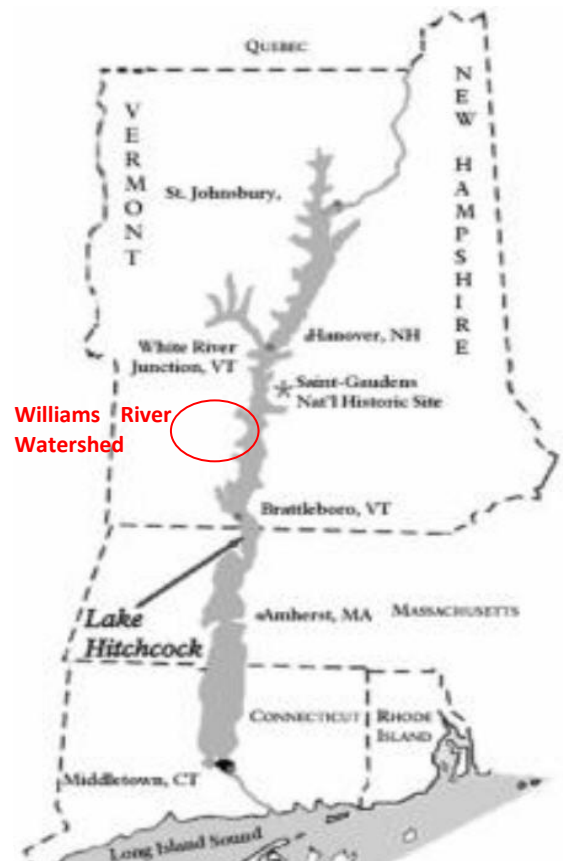 QUEBEC
VERMONT
NEW HAMPSHIRE
St. Johnsbury,
Hanover, NH
White River
Junction, VT
Saint-Gaudens
Nat'l Historic Site
Williams River
Watershed
Brattleboro, VT
Lake
Hitchcock
Amherst, MA
MASSACHUSETTS
CONNECTICUT
RHODE
ISLAND
Middletown, CT
Long Island Sound